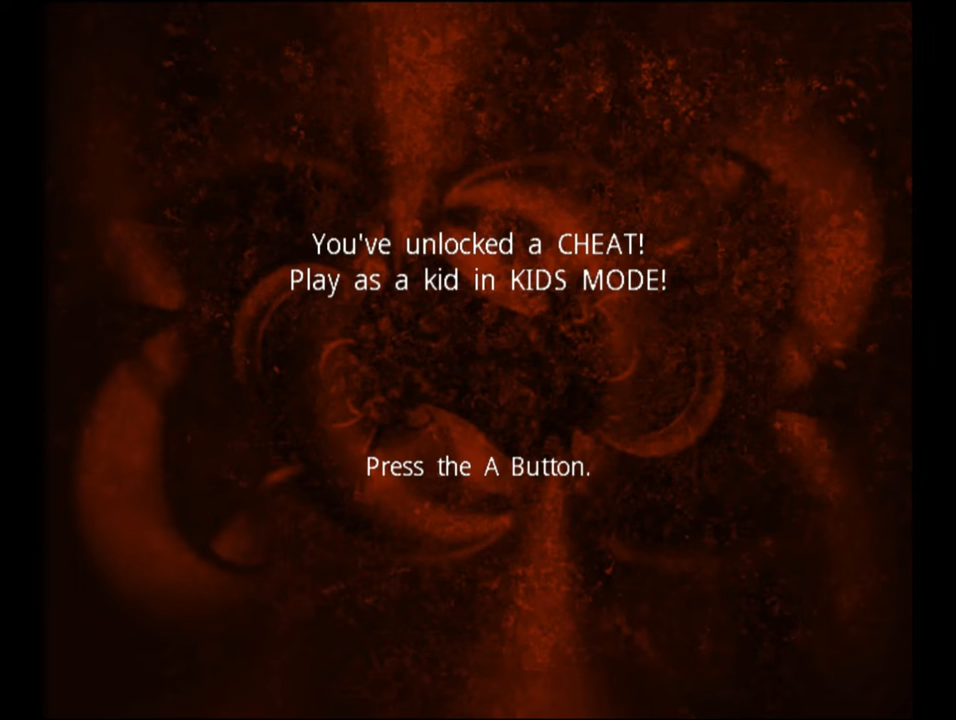 You've unlocked a CHEAT!
Play as a kid in KIDS MODE!
Press the A Button.